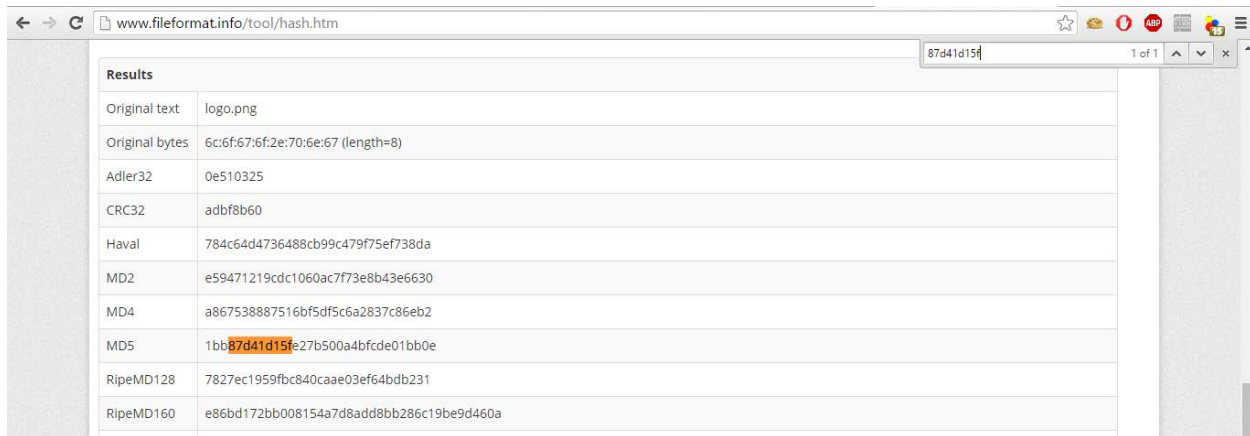 www.fileformat.info/tool/hash.htm
ABP
15
87d41d15f 1 of 1
Results
Original text logo.png
Original bytes 6c:6f:67:6f:2e:70:6e:67 (length=8)
Adler32 0e510325
CRC32 adbf8b60
Haval 784c64d4736488cb99c479f75ef738da
MD2 e59471219cdc1060ac7f73e8b43e6630
MD4 a867538887516bf5df5c6a2837c86eb2
MD5 1bb87d41d15fe27b500a4bfcde01bb0e
RipeMD128 7827ec1959fbc840caae03ef64bdb231
RipeMD160 e86bd172bb008154a7d8add8bb286c19be9d460a